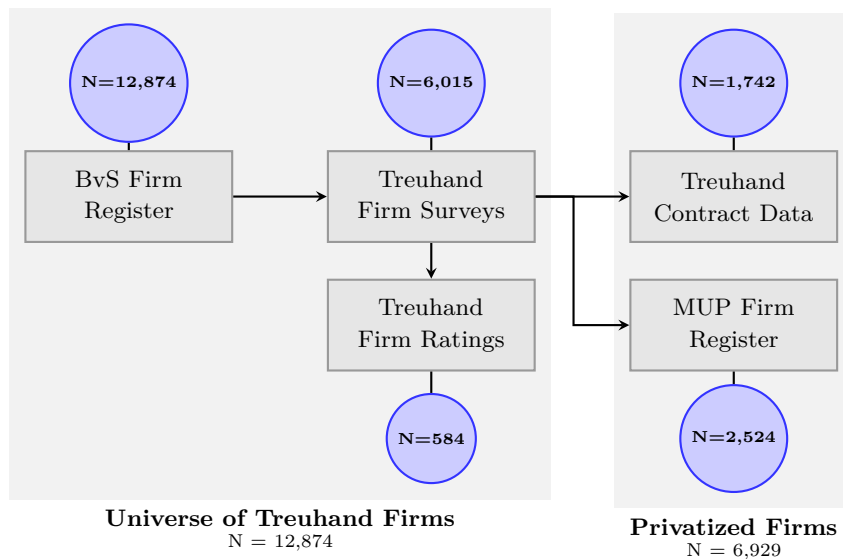 N=12,874
BvS Firm
Register
N=6,015
Treuhand
Firm Surveys
Treuhand
Firm Ratings
N=584
Universe of Treuhand Firms
N = 12,874
N=1,742
Treuhand
Contract Data
MUP Firm
Register
N=2,524
Privatized Firms
N = 6,929